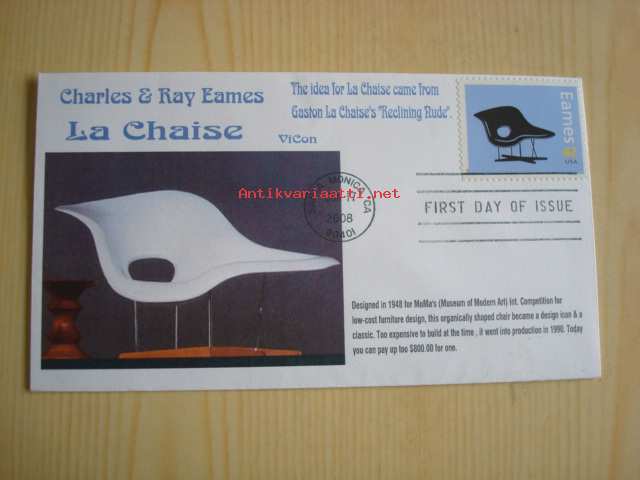 Charles & Ray Eames
La Chaise
ViCon
The idea for La Chaise came from
Gaston La Chaise's "Reclining Nude".
Eames
USA
MONICA, CA
2008
90401
FIRST DAY OF ISSUE
Antikvariaatti.net
Designed in 1948 for MoMa's (Museum of Modern Art) Int. Competition for
low-cost furniture design, this organically shaped chair became a design icon & a
classic. Too expensive to build at the time , it went into production in 1990. Today
you can pay up too $800.00 for one.